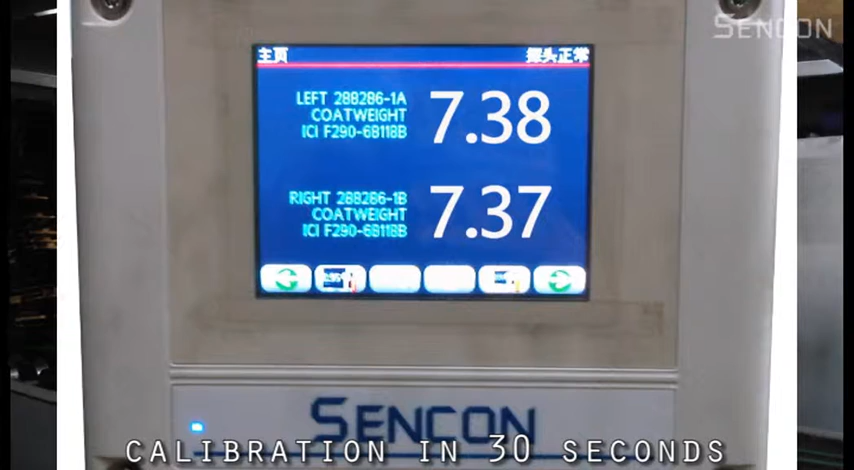 SENCON
主页
探头正常
LEFT 288286-1A
COATWEIGHT
ICI F290-68118B
7.38
RIGHT 288286-1B
COATWEIGHT
ICI F290-68118B
7.37
SENCON
CALIBRATION IN 30 SECONDS